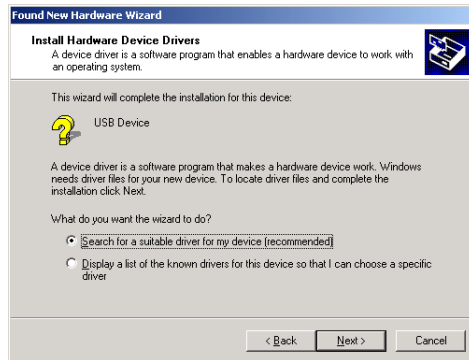 Found New Hardware Wizard
Install Hardware Device Drivers
A device driver is a software program that enables a hardware device to work with
an operating system.
This wizard will complete the installation for this device:
USB Device
A device driver is a software program that makes a hardware device work. Windows
needs driver files for your new device. To locate driver files and complete the
installation click Next.
What do you want the wizard to do?
Search for a suitable driver for my device (recommended)
Display a list of the known drivers for this device so that I can choose a specific
driver
< Back Next > Cancel